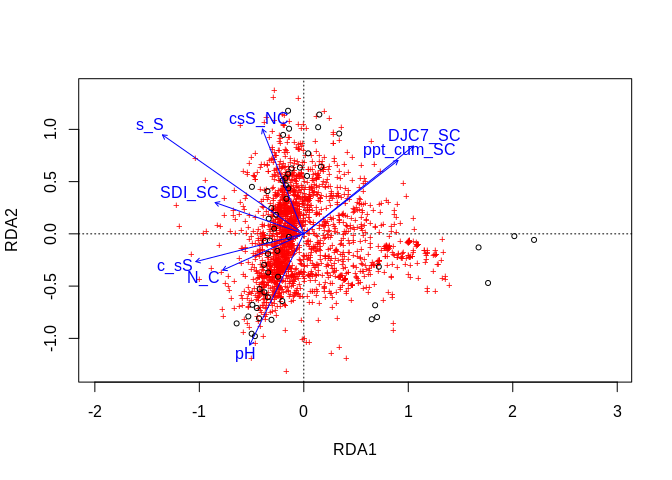 csS_NC
s_S
DJC7_SC
ppt_cum_SC
SDI_SC
c_sS
N_C
pH
RDA2
1.0
0.5
0.0
-0.5
-1.0
-2 -1 0 1 2 3
RDA1